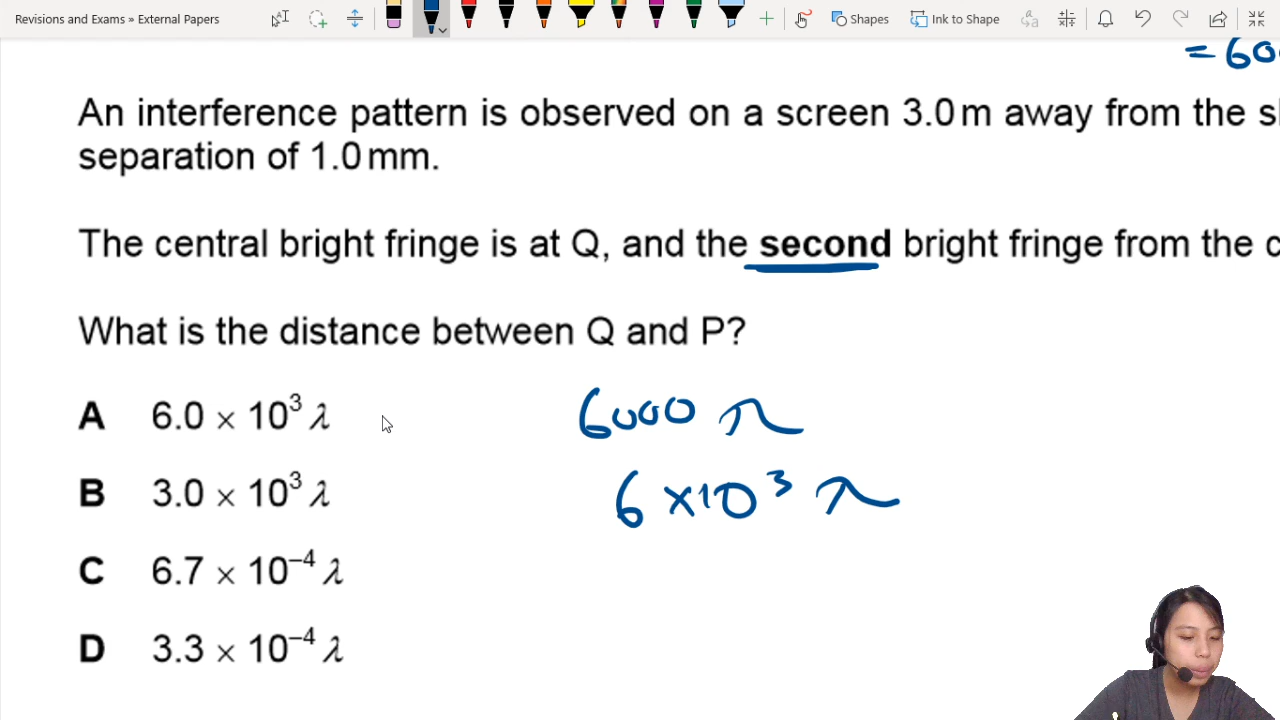 Revisions and Exams » External Papers
Shapes
Ink to Shape
= 60
An interference pattern is observed on a screen 3.0 m away from the
separation of 1.0 mm.
The central bright fringe is at Q, and the second bright fringe from the
What is the distance between Q and P?
A 6.0 × 10³ λ
6000 λ
B 3.0 × 10³ λ
6 × 10³ λ
C 6.7 × 10⁻⁴ λ
D 3.3 × 10⁻⁴ λ